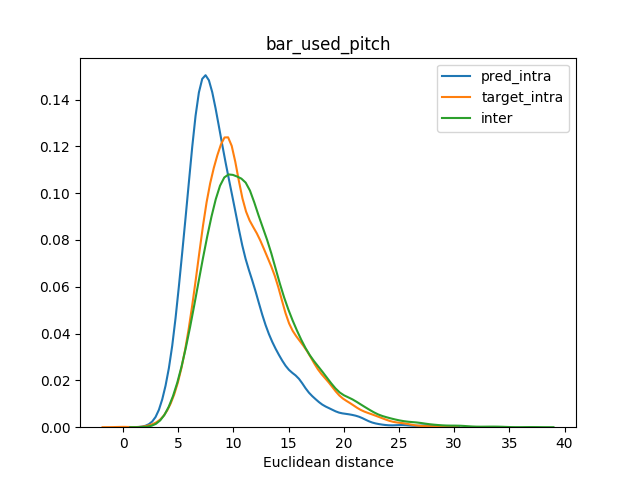 bar_used_pitch
pred_intra
target_intra
inter
0.14
0.12
0.10
0.08
0.06
0.04
0.02
0.00
0 5 10 15 20 25 30 35 40
Euclidean distance